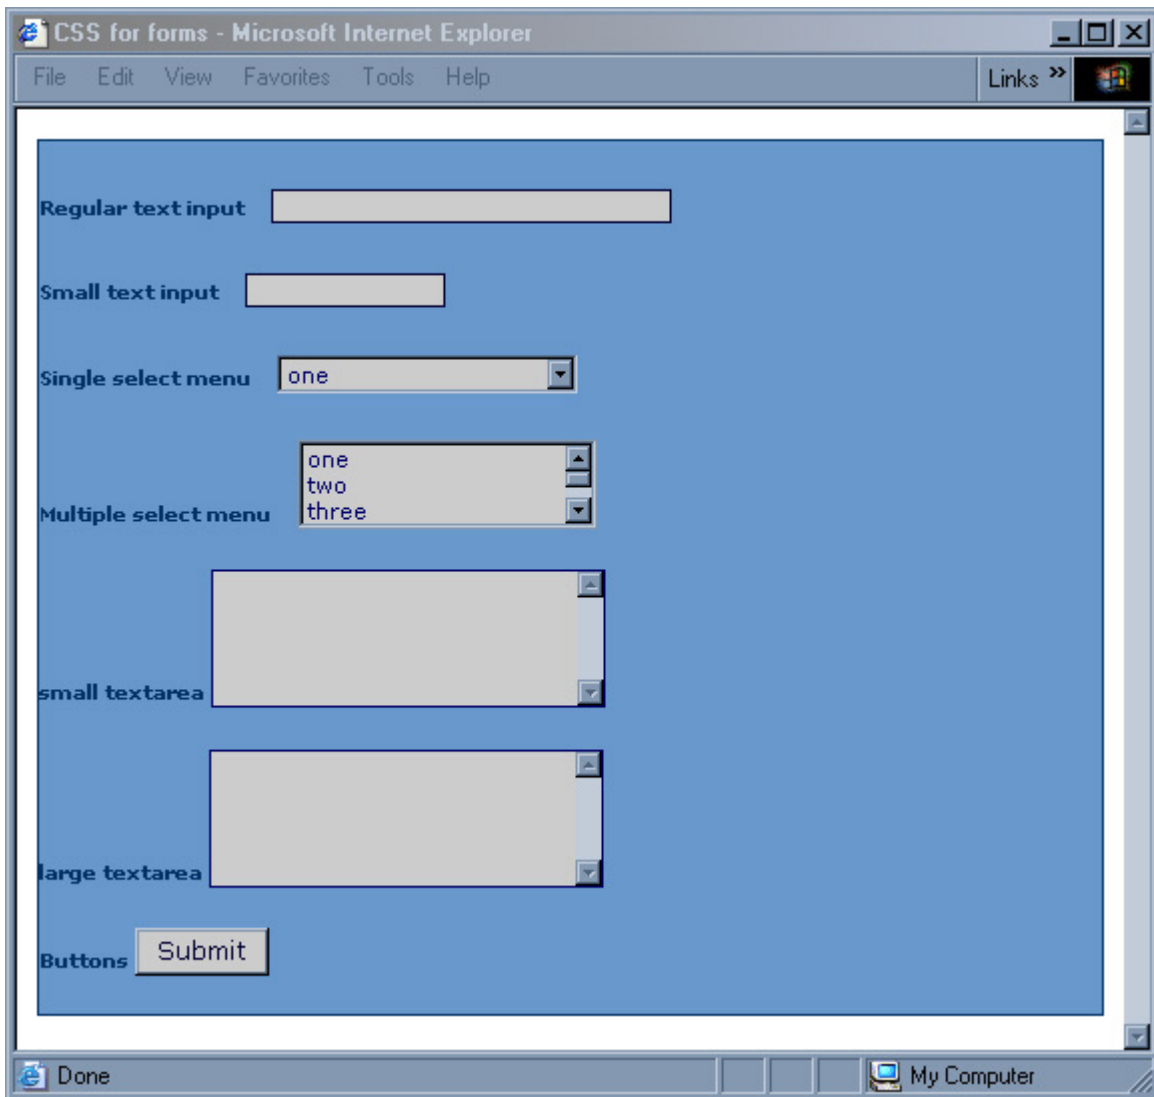 CSS for forms - Microsoft Internet Explorer
File Edit View Favorites Tools Help Links »
Regular text input
Small text input
Single select menu one
one
two
Multiple select menu three
small textarea
large textarea
Buttons Submit
Done My Computer